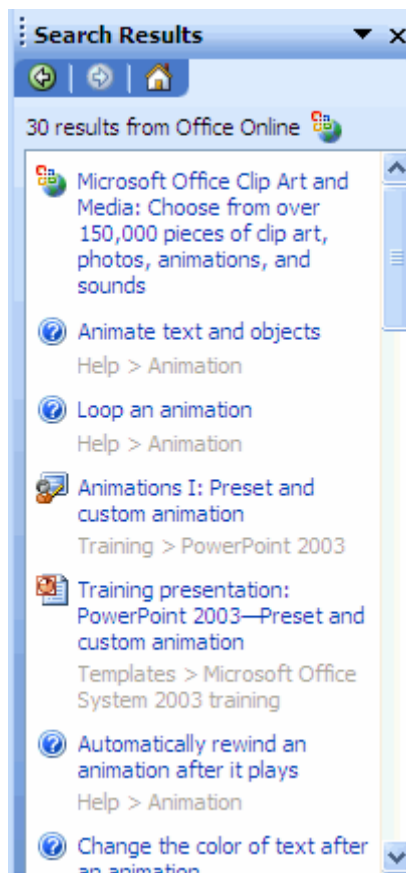 Search Results
30 results from Office Online
Microsoft Office Clip Art and
Media: Choose from over
150,000 pieces of clip art,
photos, animations, and
sounds
Animate text and objects
Help > Animation
Loop an animation
Help > Animation
Animations I: Preset and
custom animation
Training > PowerPoint 2003
Training presentation:
PowerPoint 2003—Preset and
custom animation
Templates > Microsoft Office
System 2003 training
Automatically rewind an
animation after it plays
Help > Animation
Change the color of text after
an animation